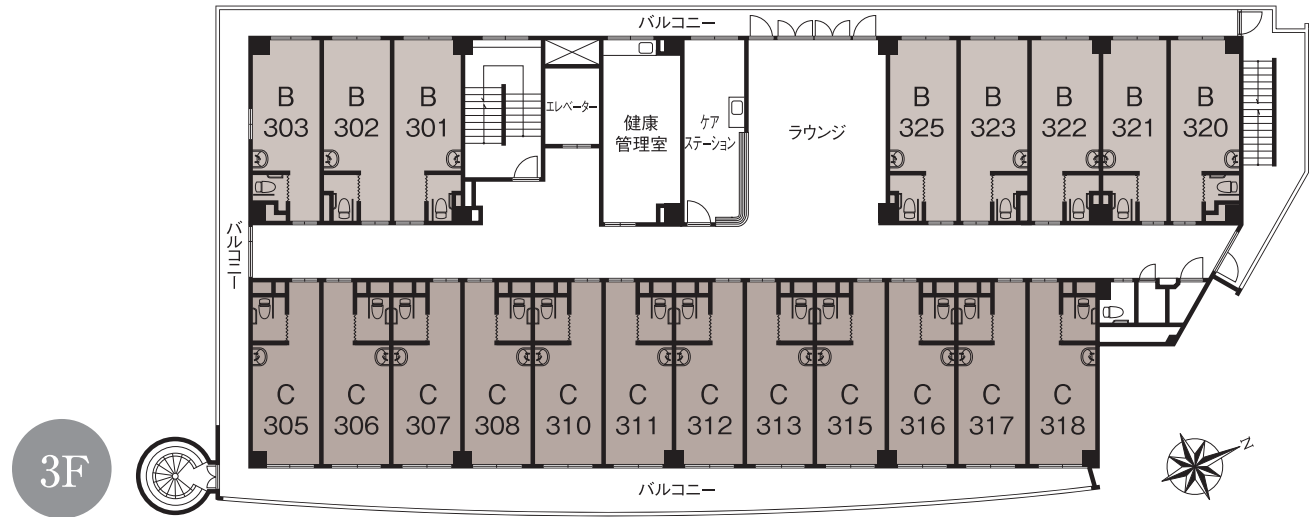 バルコニー
B
303
B
302
B
301
エレベーター
健康
管理室
ケア
ステーション
ラウンジ
B
325
B
323
B
322
B
321
B
320
バルコニー
C
305
C
306
C
307
C
308
C
310
C
311
C
312
C
313
C
315
C
316
C
317
C
318
3F
バルコニー
N